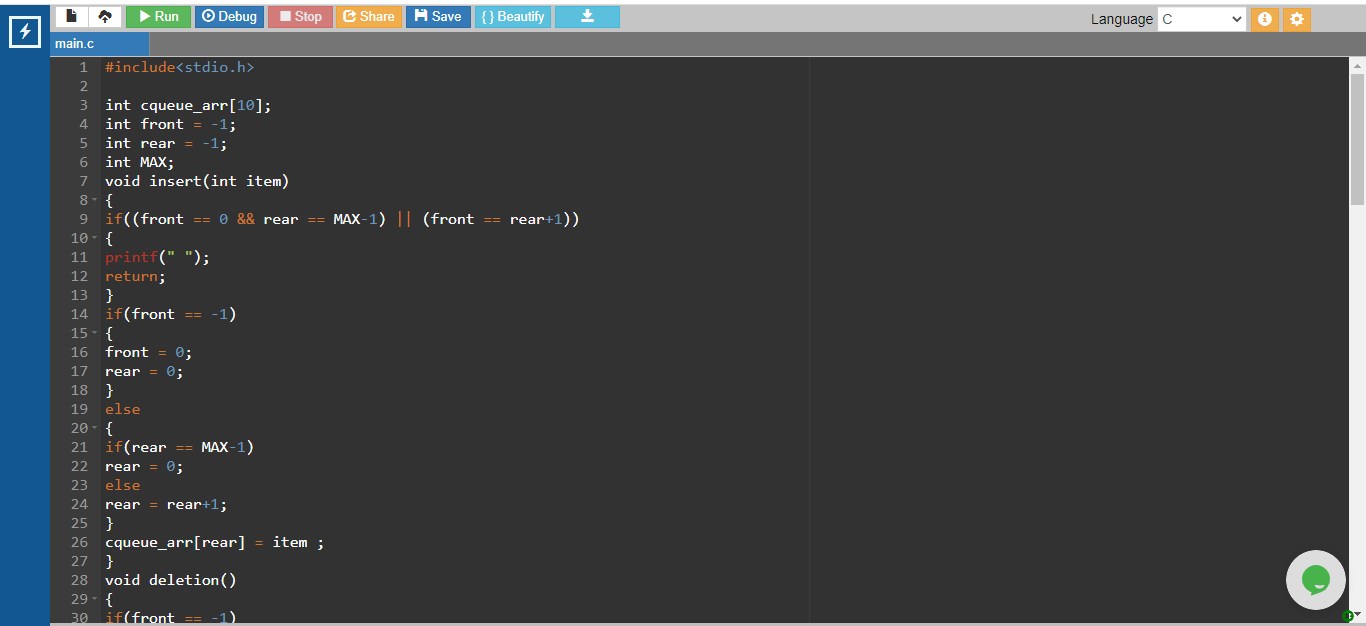 Run Debug Stop Share Save { } Beautify Language C
main.c
1 #include<stdio.h>
2
3 int cqueue_arr[10];
4 int front = -1;
5 int rear = -1;
6 int MAX;
7 void insert(int item)
8 {
9 if((front == 0 && rear == MAX-1) || (front == rear+1))
10 {
11 printf(" ");
12 return;
13 }
14 if(front == -1)
15 {
16 front = 0;
17 rear = 0;
18 }
19 else
20 {
21 if(rear == MAX-1)
22 rear = 0;
23 else
24 rear = rear+1;
25 }
26 cqueue_arr[rear] = item ;
27 }
28 void deletion()
29 {
30 if(front == -1)